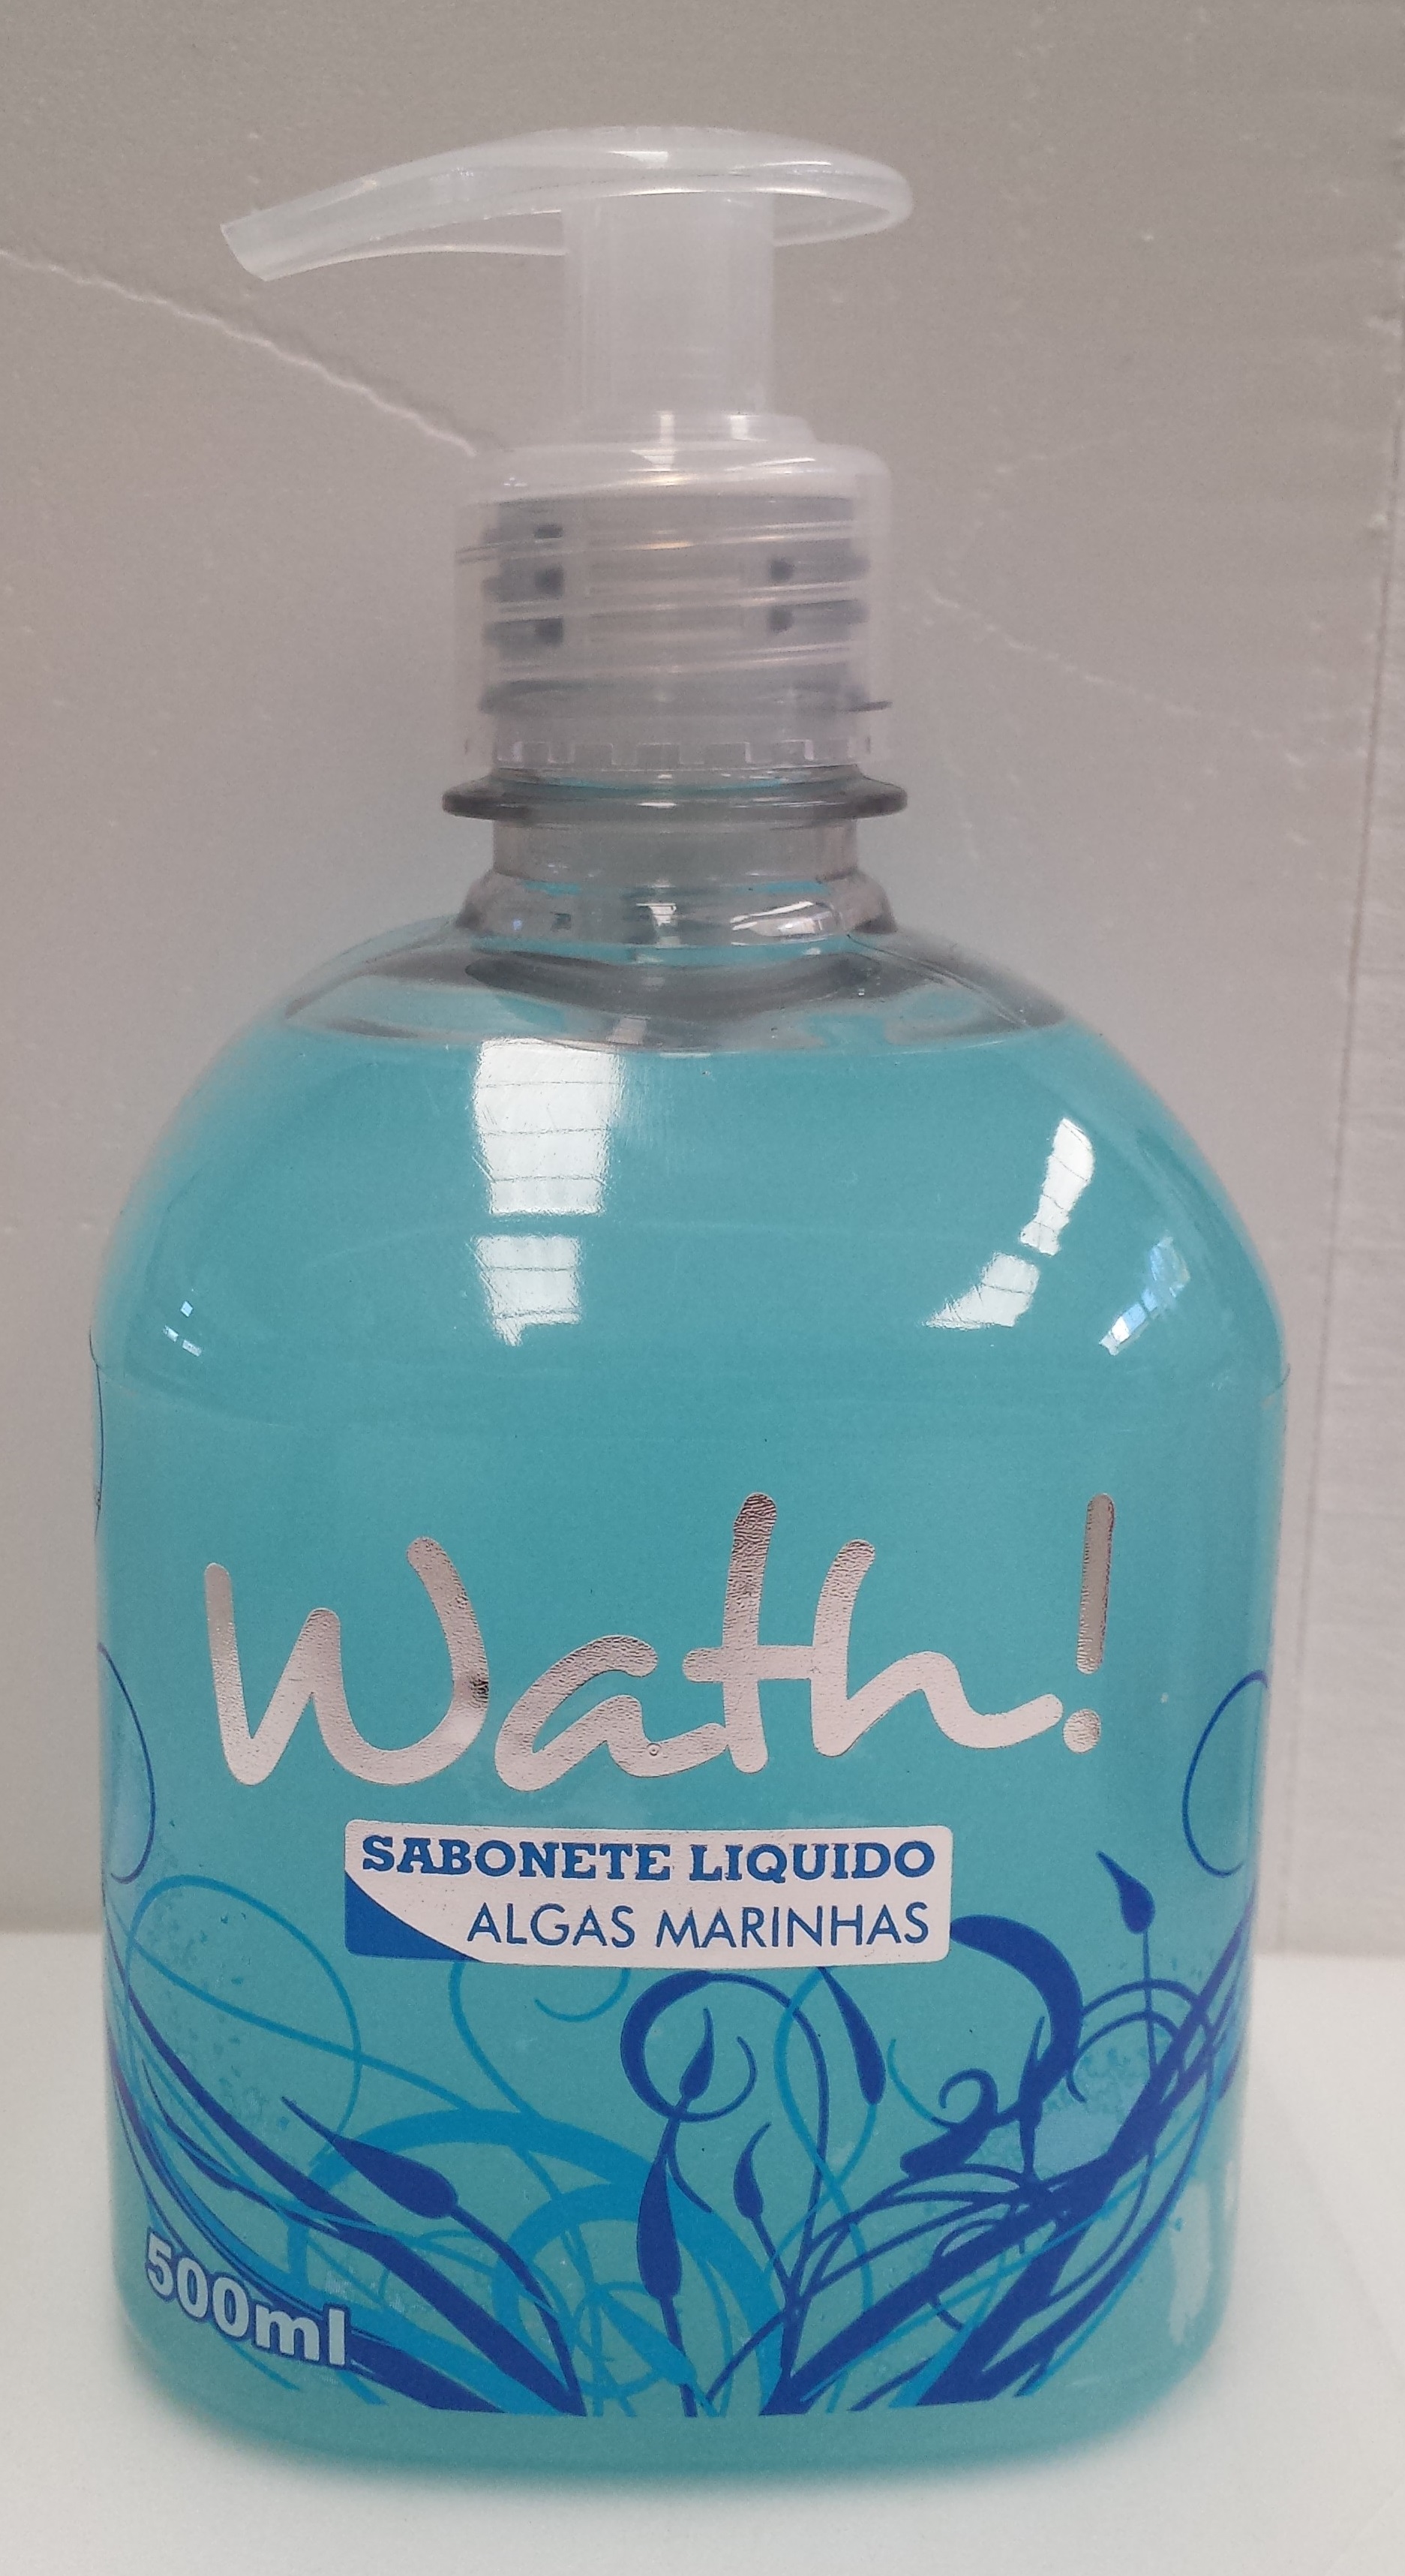 Wath!
SABONETE LIQUIDO
ALGAS MARINHAS
500ml